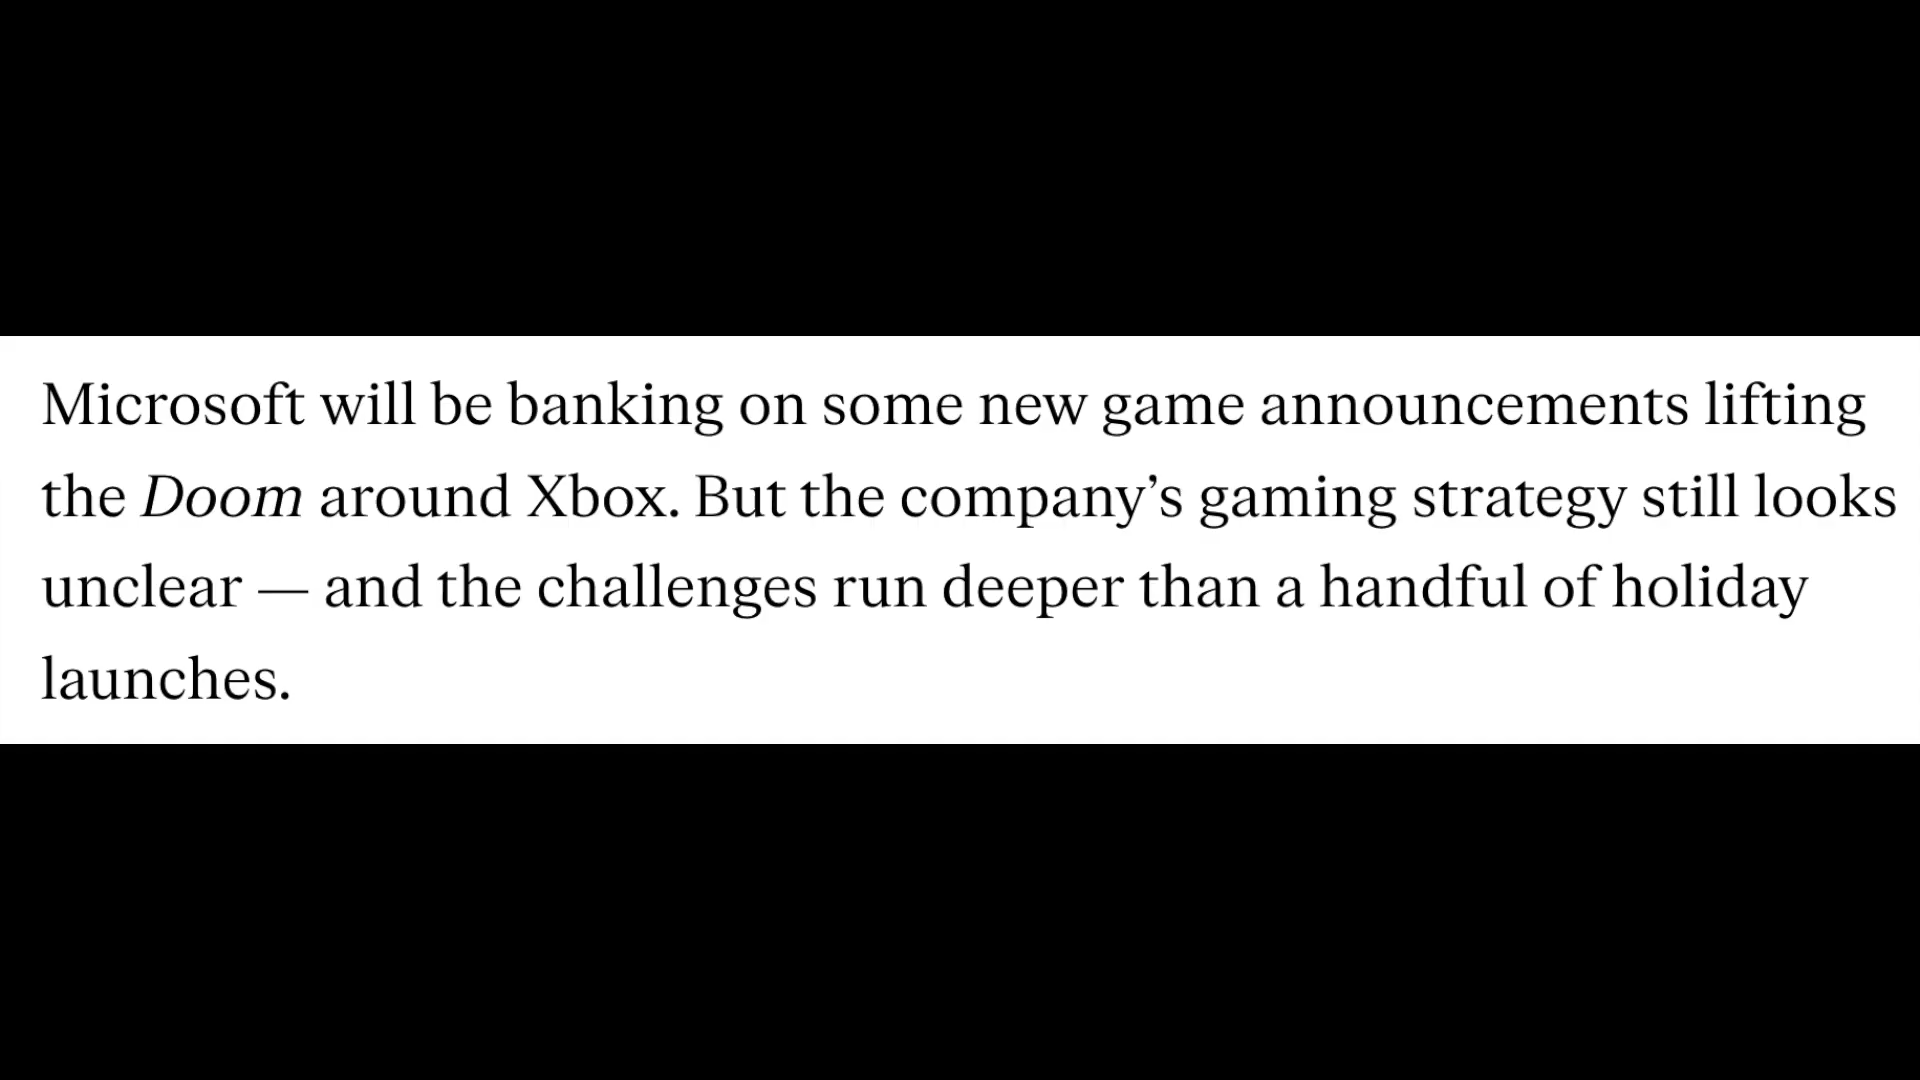 Microsoft will be banking on some new game announcements lifting
the Doom around Xbox. But the company’s gaming strategy still looks
unclear — and the challenges run deeper than a handful of holiday
launches.